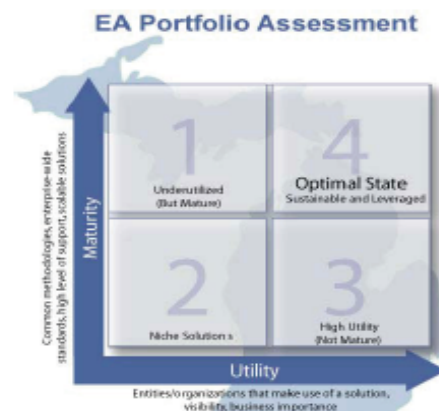 EA Portfolio Assessment
Maturity
Common methodologies, enterprise-wide
standards, high level of support, scalable solutions
1
Underutilized
(But Mature)
4
Optimal State
Sustainable and Leveraged
2
Niche Solutions
3
High Utility
(Not Mature)
Utility
Entities/organizations that make use of a solution,
visibility, business importance